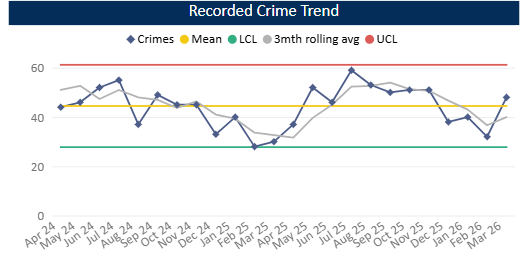 Recorded Crime Trend
Crimes Mean LCL 3mth rolling avg UCL
60
40
20
0
Apr 24 May 24 Jun 24 Jul 24 Aug 24 Sep 24 Oct 24 Nov 24 Dec 24 Jan 25 Feb 25 Mar 25 Apr 25 May 25 Jun 25 Jul 25 Aug 25 Sep 25 Oct 25 Nov 25 Dec 25 Jan 26 Feb 26 Mar 26